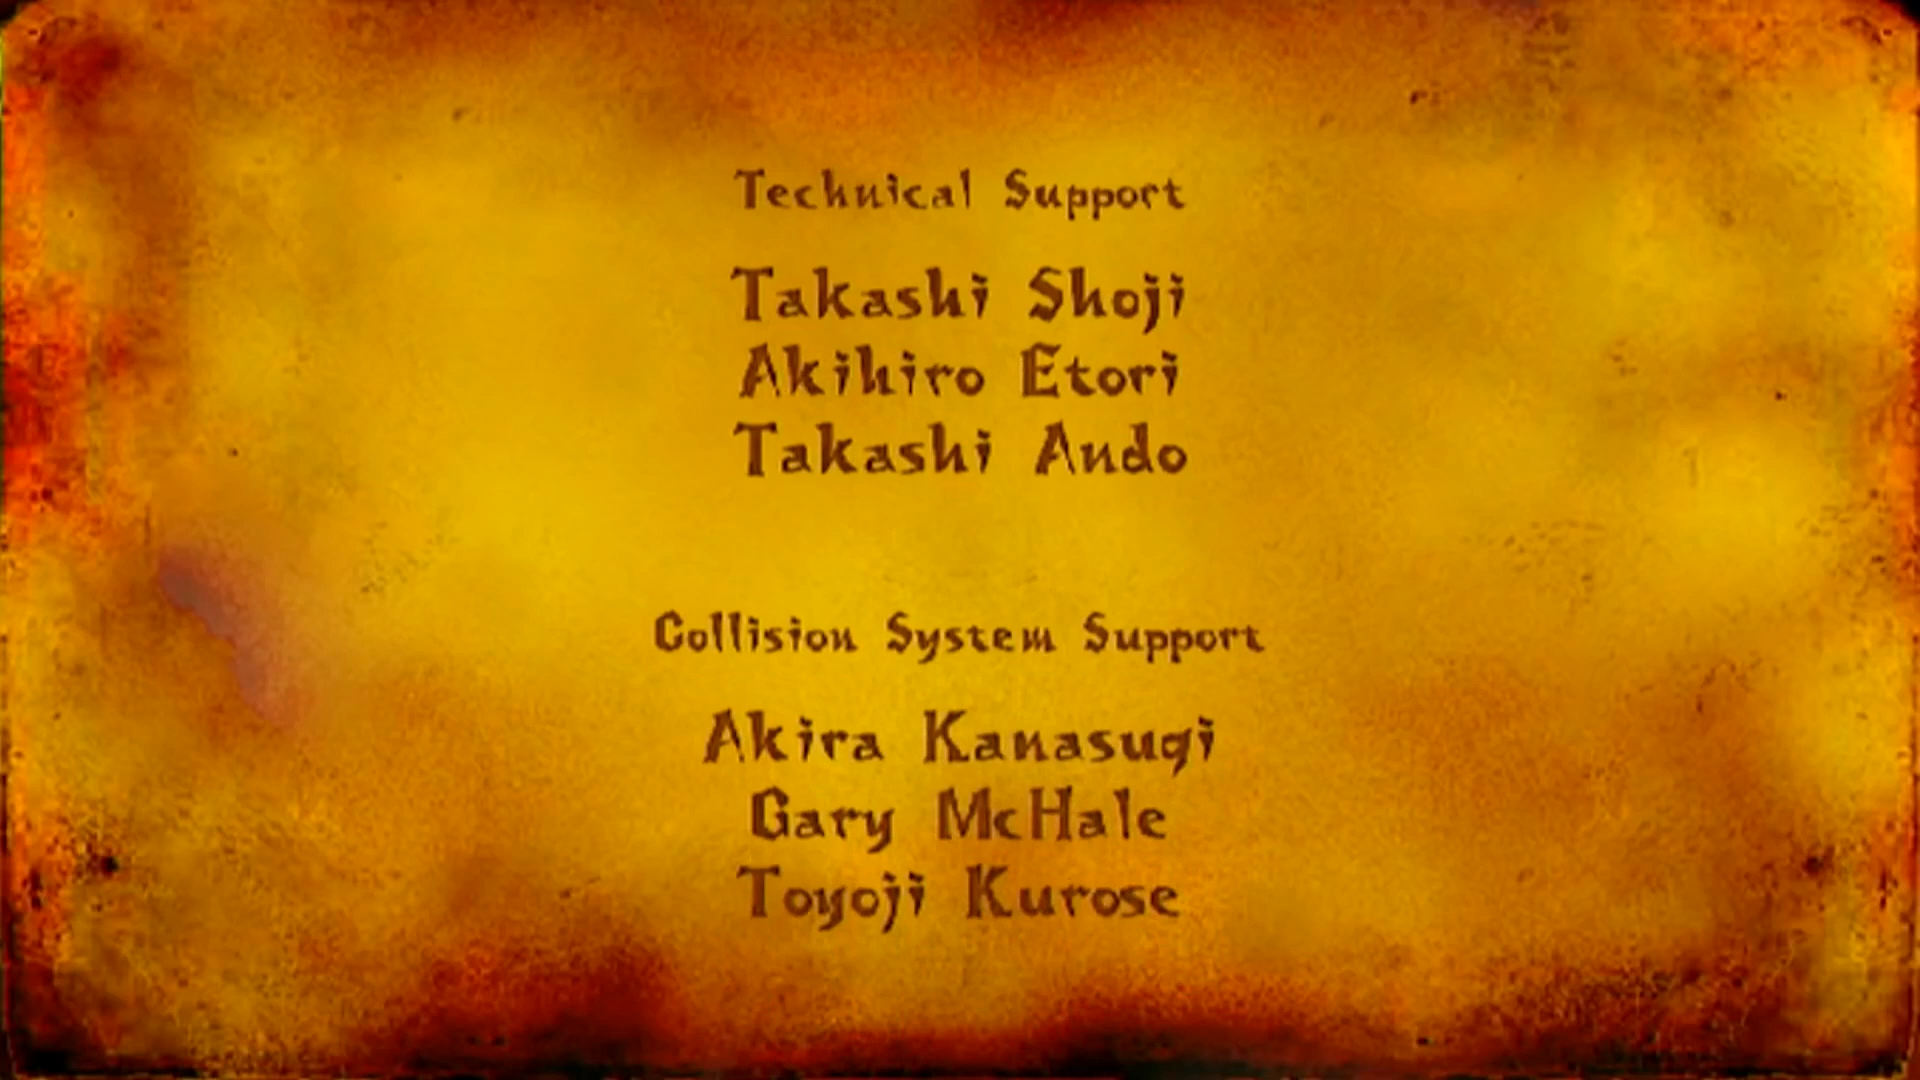 Technical Support
Takashi Shoji
Akihiro Etori
Takashi Ando
Collision System Support
Akira Kanasugi
Gary McHale
Toyoji Kurose